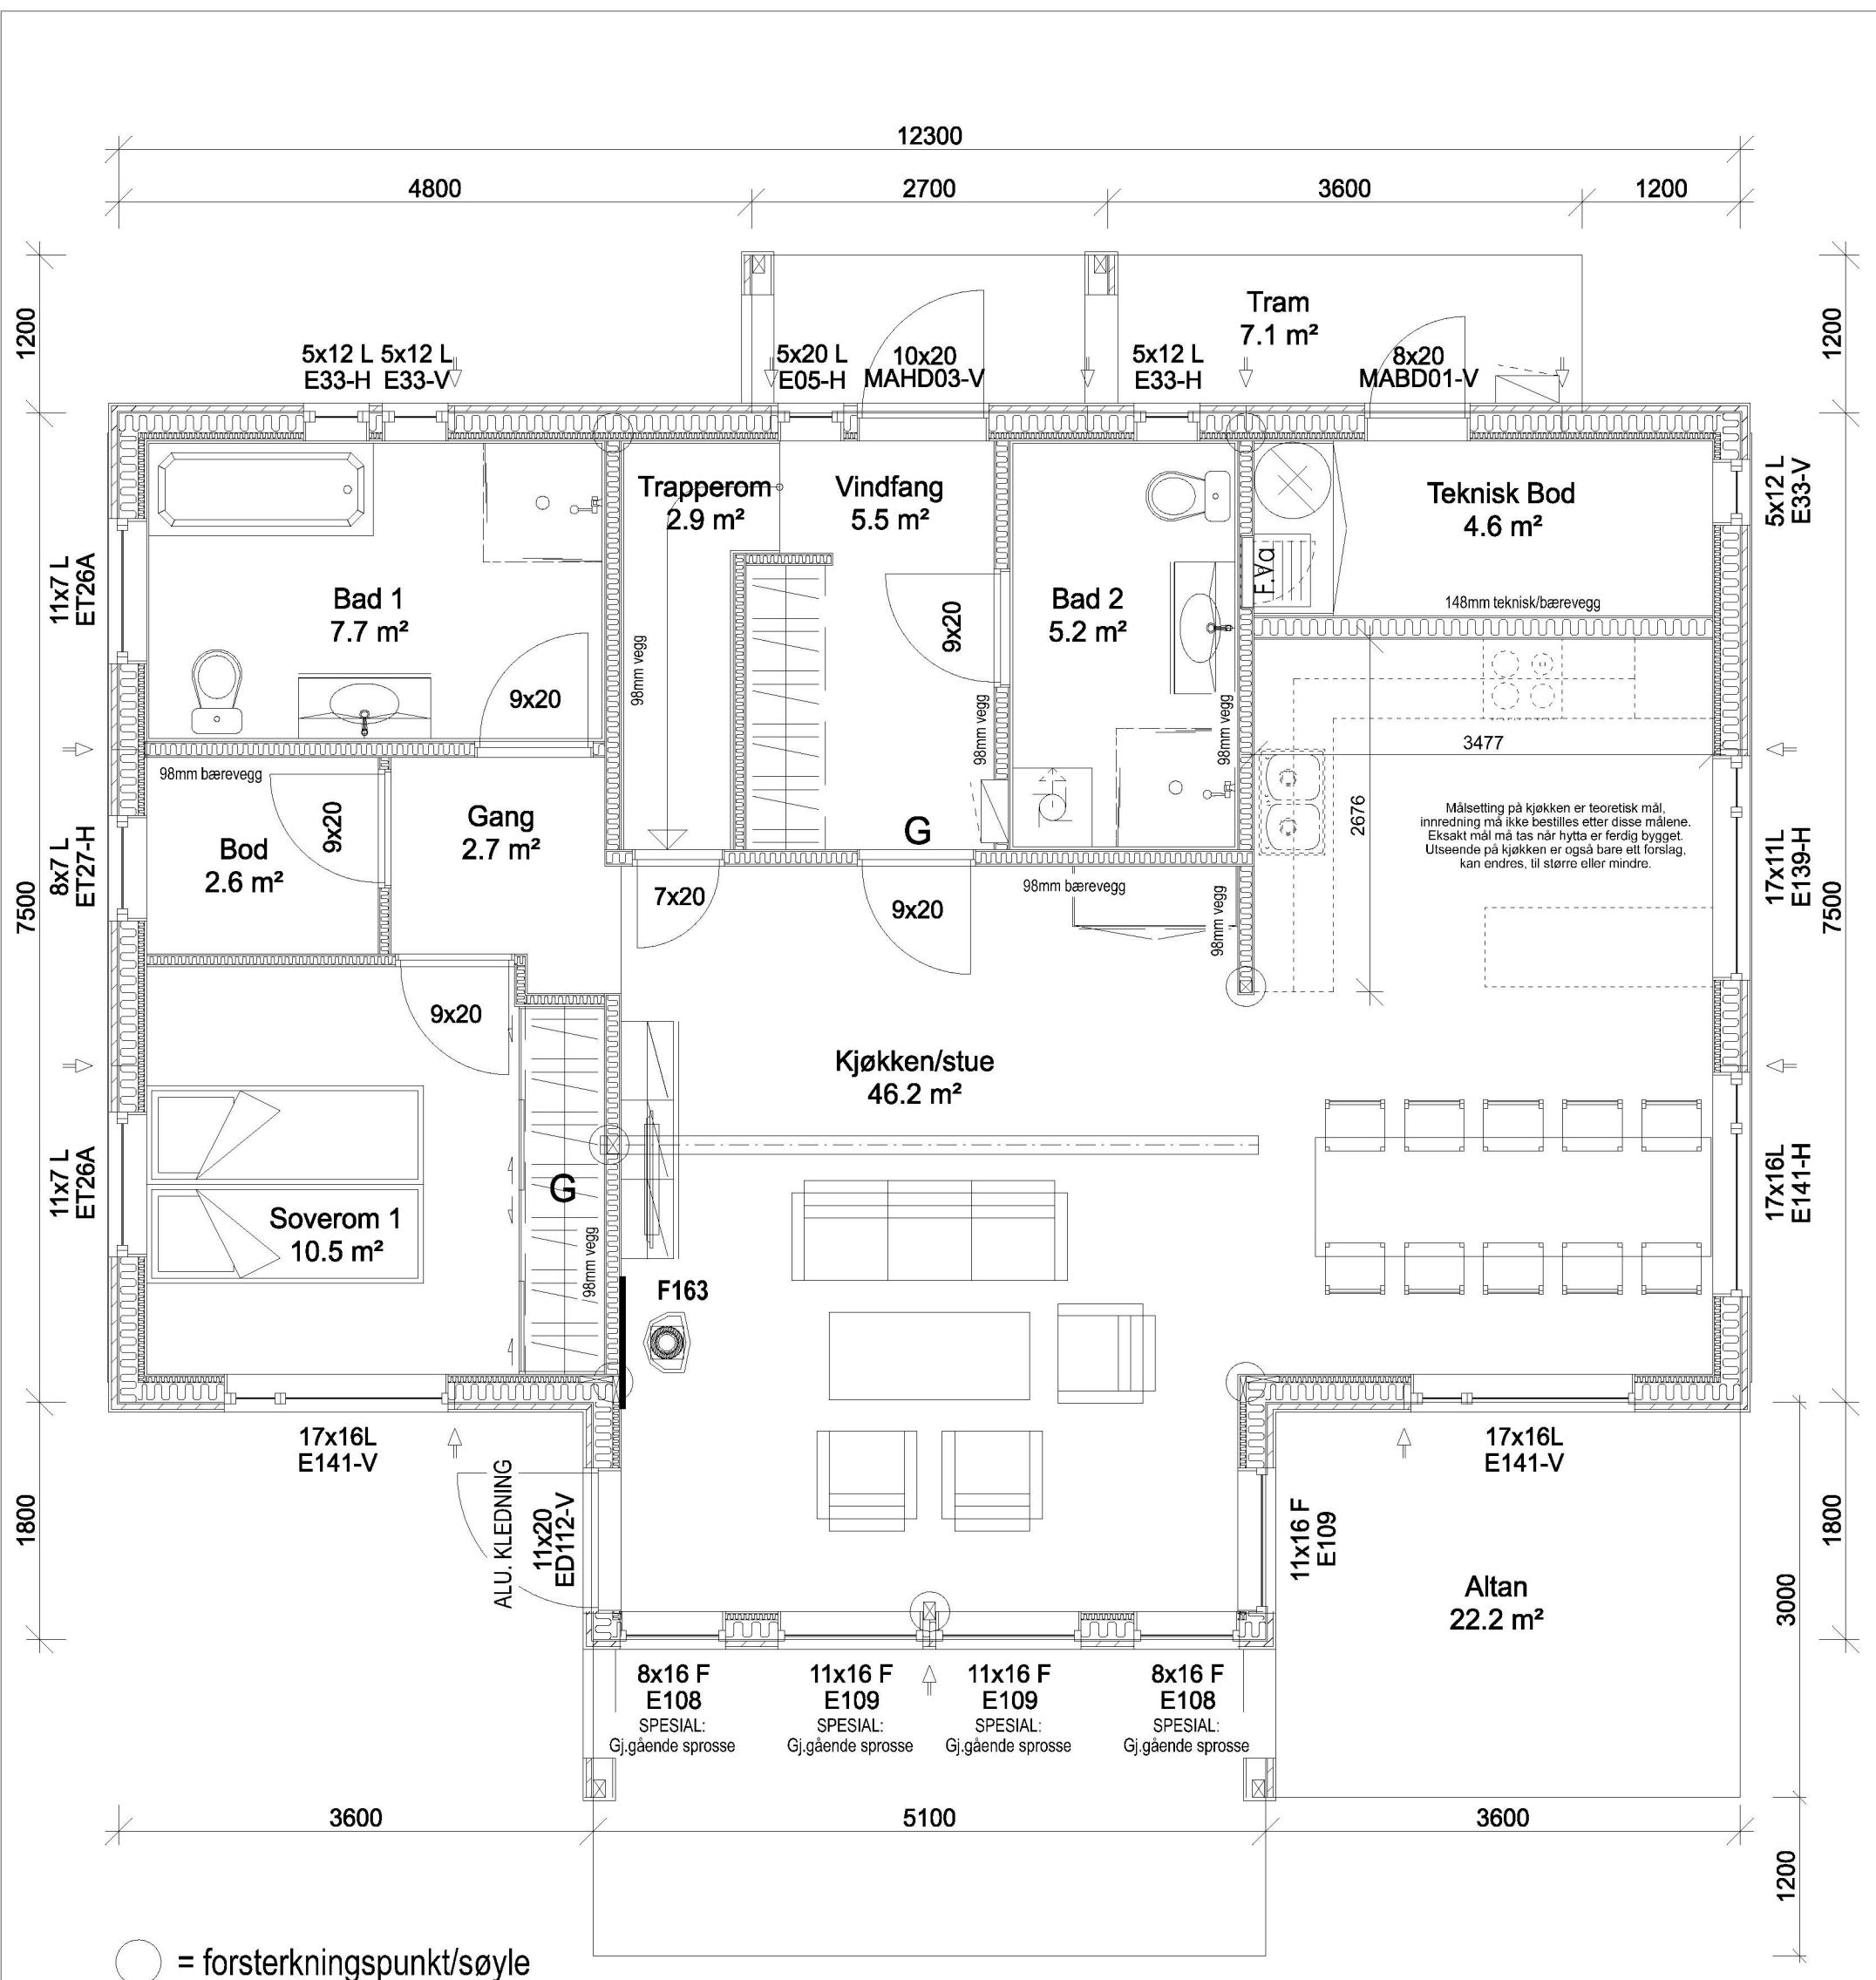 12300
4800
2700
3600
1200
1200
1200
Tram
7.1 m²
5x12 L
E33-H
5x12 L
E33-V
5x20 L
E05-H
10x20
MAHD03-V
5x12 L
E33-H
8x20
MABD01-V
Trapperom
2.9 m²
Vindfang
5.5 m²
Teknisk Bod
4.6 m²
5x12 L
E33-V
11x7 L
ET26A
Bad 1
7.7 m²
9x20
98mm vegg
9x20
98mm vegg
Bad 2
5.2 m²
98mm vegg
F.Va
148mm teknisk/bærevegg
3477
2676
98mm bærevegg
9x20
Bod
2.6 m²
Gang
2.7 m²
G
Målsetting på kjøkken er teoretisk mål,
innredning må ikke bestilles etter disse målene.
Eksakt mål må tas når hytta er ferdig bygget.
Utseende på kjøkken er også bare ett forslag,
kan endres, til større eller mindre.
8x7 L
ET27-H
7500
7x20
9x20
98mm bærevegg
98mm vegg
17x11L
E139-H
7500
9x20
Kjøkken/stue
46.2 m²
11x7 L
ET26A
Soverom 1
10.5 m²
G
98mm vegg
17x16L
E141-H
F163
17x16L
E141-V
17x16L
E141-V
1800
ALU. KLEDNING
11x20
ED112-V
11x16 F
E109
1800
3000
Altan
22.2 m²
8x16 F
E108
SPESIAL:
Gj.gående sprosse
11x16 F
E109
SPESIAL:
Gj.gående sprosse
11x16 F
E109
SPESIAL:
Gj.gående sprosse
8x16 F
E108
SPESIAL:
Gj.gående sprosse
3600
5100
3600
1200
= forsterkningspunkt/søyle